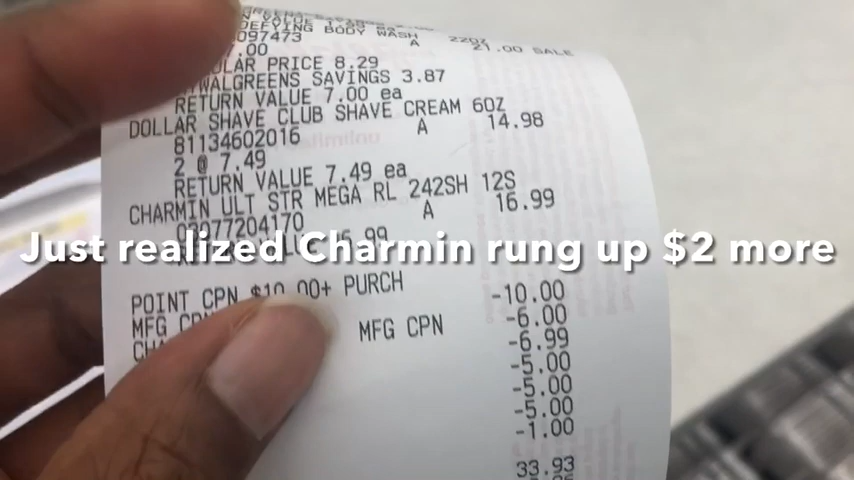 VALUE
DEFYING BODY WASH 22OZ
097473 A 21.00 SALE
.00
LAR PRICE 8.29
WALGREENS SAVINGS 3.87
RETURN VALUE 7.00 ea
DOLLAR SHAVE CLUB SHAVE CREAM 6OZ
81134602016 A 14.98
2 @ 7.49
RETURN VALUE 7.49 ea
CHARMIN ULT STR MEGA RL 242SH 12S
03077204170 A 16.99
Just realized Charmin rung up $2 more
POINT CPN $10.00+ PURCH -10.00
MFG CPN -6.00
MFG CPN -6.99
-5.00
-5.00
-5.00
-1.00
33.93